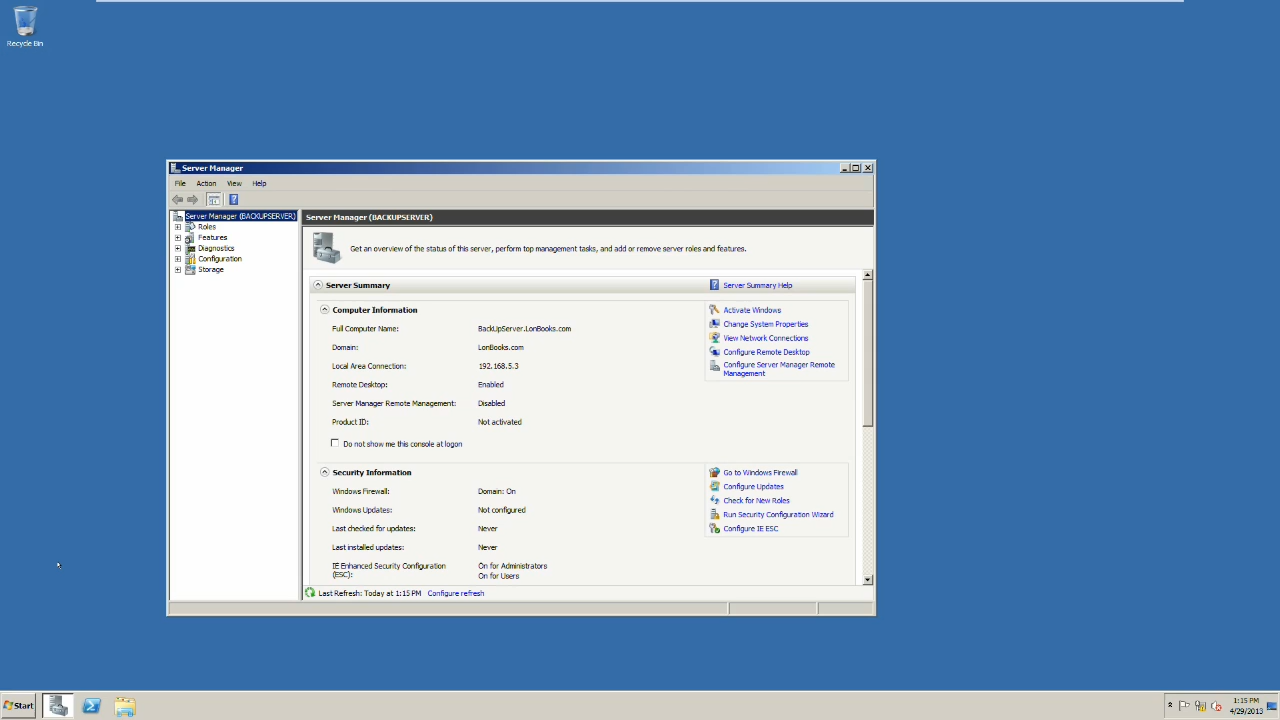 Recycle Bin
Server Manager
File Action View Help
Server Manager (BACKUPSERVER)
Roles
Features
Diagnostics
Configuration
Storage
Server Manager (BACKUPSERVER)
Get an overview of the status of this server, perform top management tasks, and add or remove server roles and features.
Server Summary
Server Summary Help
Computer Information
Full Computer Name: BackUpServer.LonBooks.com
Domain: LonBooks.com
Local Area Connection: 192.168.5.3
Remote Desktop: Enabled
Server Manager Remote Management: Disabled
Product ID: Not activated
Do not show me this console at logon
Activate Windows
Change System Properties
View Network Connections
Configure Remote Desktop
Configure Server Manager Remote
Management
Security Information
Windows Firewall: Domain: On
Windows Updates: Not configured
Last checked for updates: Never
Last installed updates: Never
IE Enhanced Security Configuration On for Administrators
(ESC): On for Users
Go to Windows Firewall
Configure Updates
Check for New Roles
Run Security Configuration Wizard
Configure IE ESC
Last Refresh: Today at 1:15 PM Configure refresh
Start
1:15 PM
4/29/2013